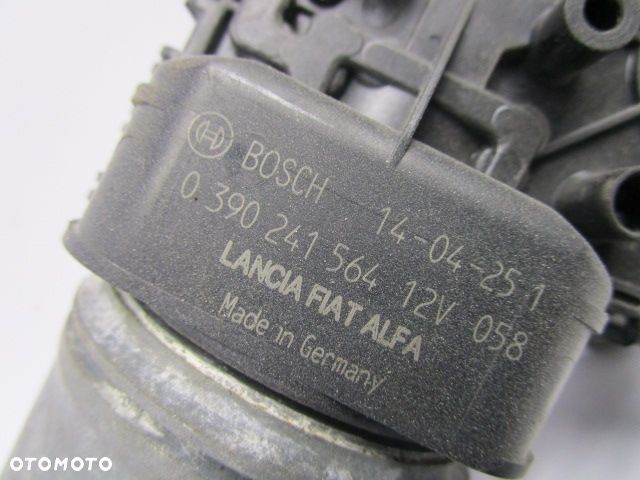 BOSCH 14-04-25 1
0 390 241 564 12V 058
LANCIA FIAT ALFA
Made in Germany
OTOMOTO